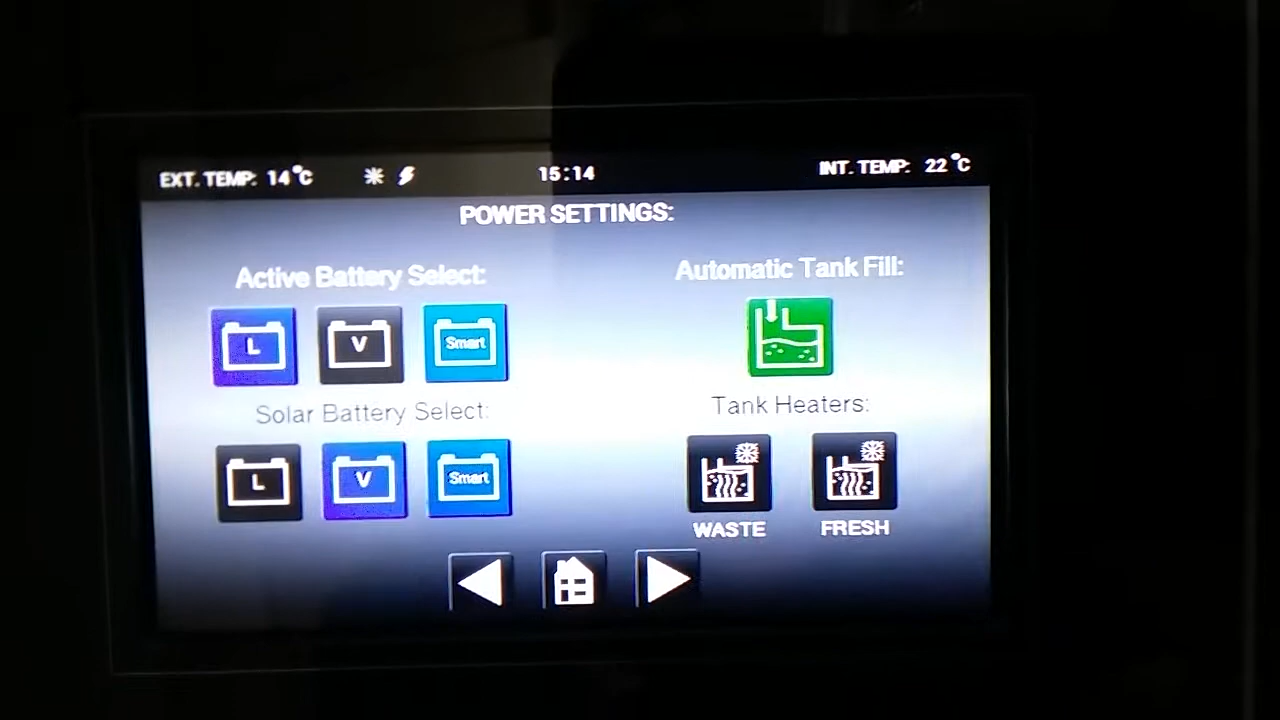 EXT. TEMP: 14°C 15:14 INT. TEMP: 22°C
POWER SETTINGS:
Active Battery Select: Automatic Tank Fill:
L V Smart
Solar Battery Select: Tank Heaters:
L V Smart
WASTE FRESH